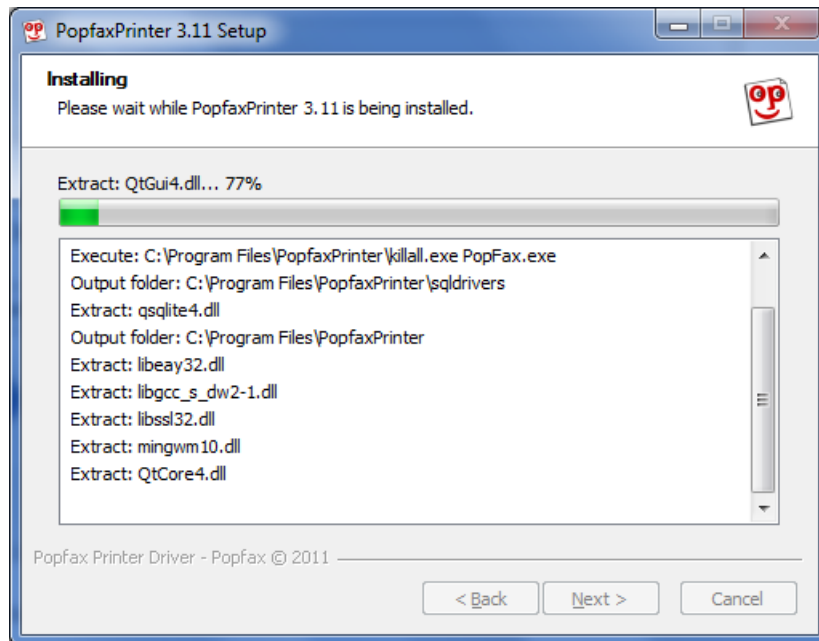 PopfaxPrinter 3.11 Setup
Installing
Please wait while PopfaxPrinter 3.11 is being installed.
op
Extract: QtGui4.dll... 77%
Execute: C:\Program Files\PopfaxPrinter\killall.exe PopFax.exe
Output folder: C:\Program Files\PopfaxPrinter\sqldrivers
Extract: qsqlite4.dll
Output folder: C:\Program Files\PopfaxPrinter
Extract: libeay32.dll
Extract: libgcc_s_dw2-1.dll
Extract: libssl32.dll
Extract: mingwm10.dll
Extract: QtCore4.dll
Popfax Printer Driver - Popfax © 2011
< Back
Next >
Cancel